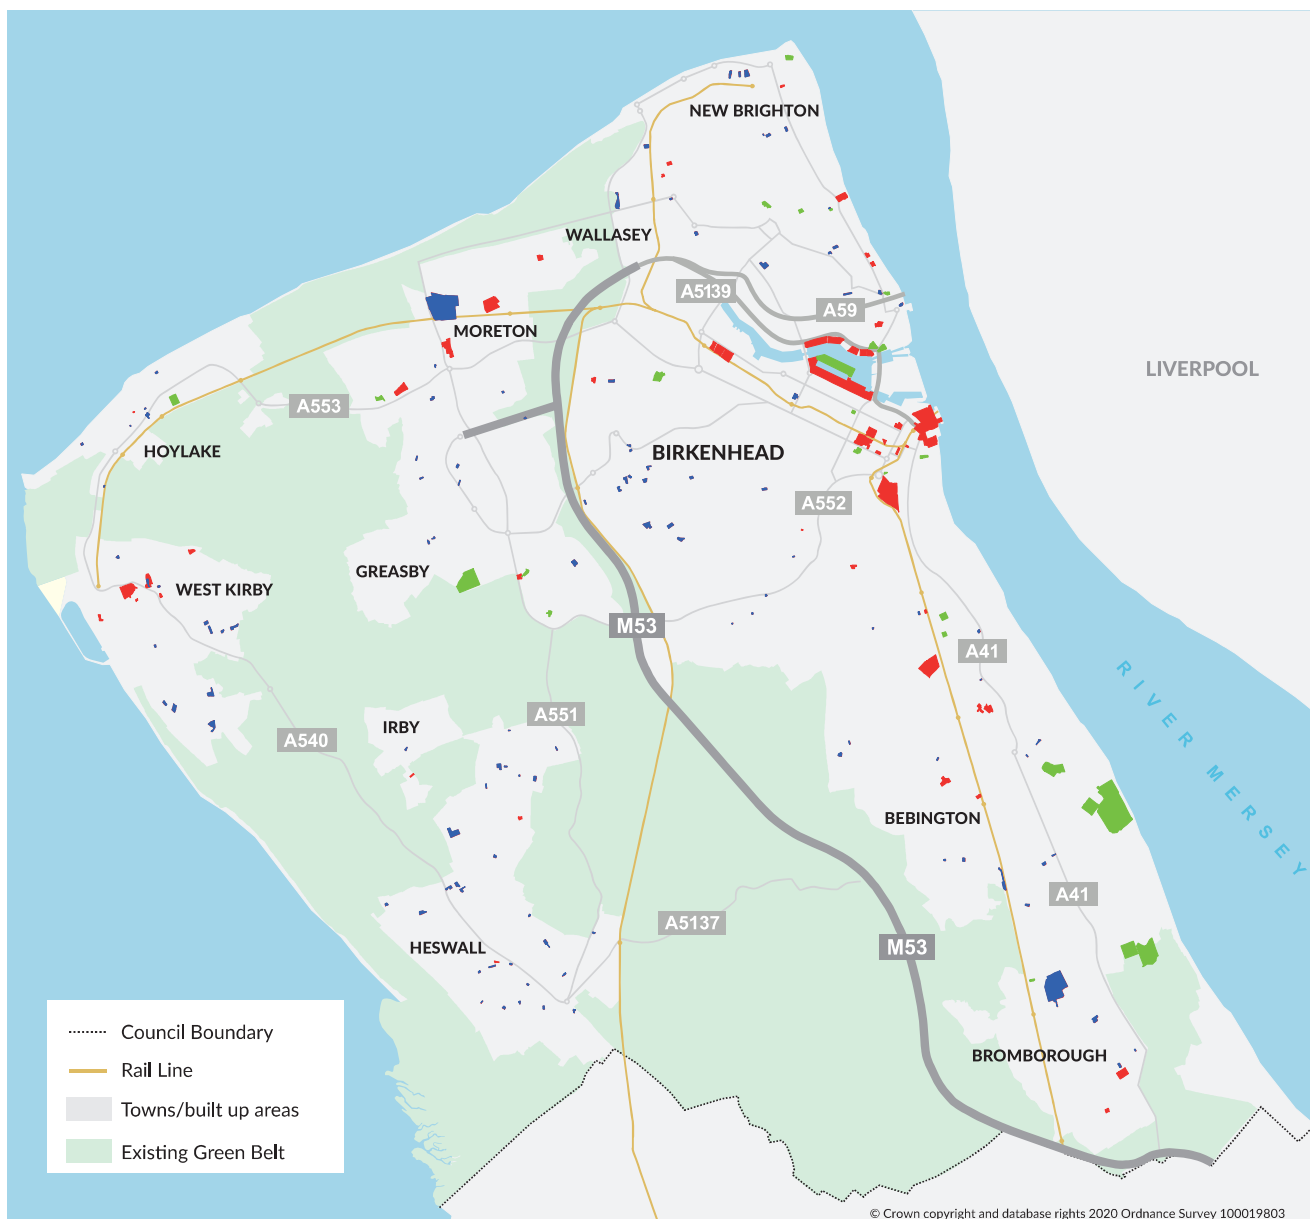 NEW BRIGHTON
WALLASEY
A5139
A59
MORETON
LIVERPOOL
A553
HOYLAKE
BIRKENHEAD
A552
GREASBY
WEST KIRBY
M53
A41
RIVER MERSEY
A551
IRBY
A540
BEBINGTON
A41
A5137
HESWALL
M53
BROMBOROUGH
Council Boundary
Rail Line
Towns/built up areas
Existing Green Belt
© Crown copyright and database rights 2020 Ordnance Survey 100019803